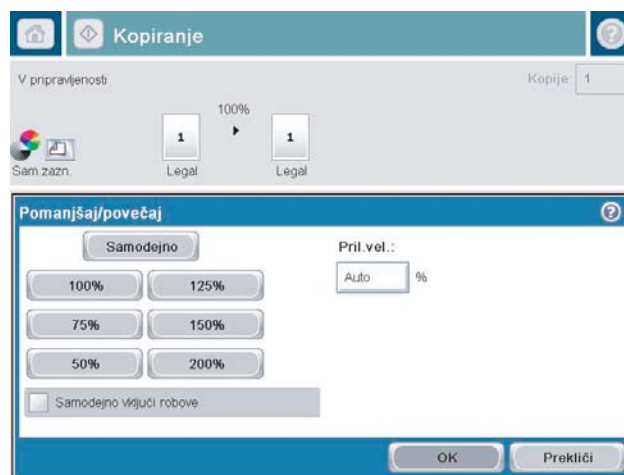 Kopiranje
V pripravljenosti
Kopije: 1
100%
1 1
Sam.zazn. Legal Legal
Pomanjšaj/povečaj
Samodejno
Pril.vel.:
100% 125%
Auto %
75% 150%
50% 200%
Samodejno vključi robove
OK Prekliči